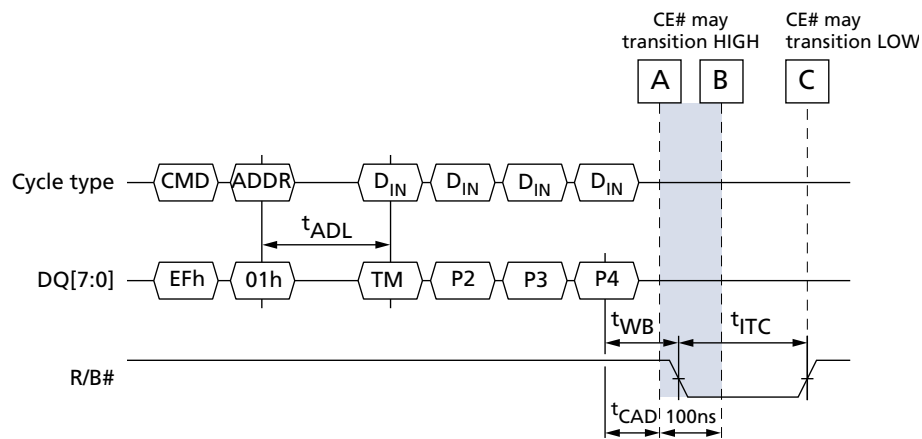 CE# may
transition HIGH
CE# may
transition LOW
A B C
Cycle type CMD ADDR DIN DIN DIN DIN
tADL
DQ[7:0] EFh 01h TM P2 P3 P4
tWB tITC
R/B#
tCAD 100ns